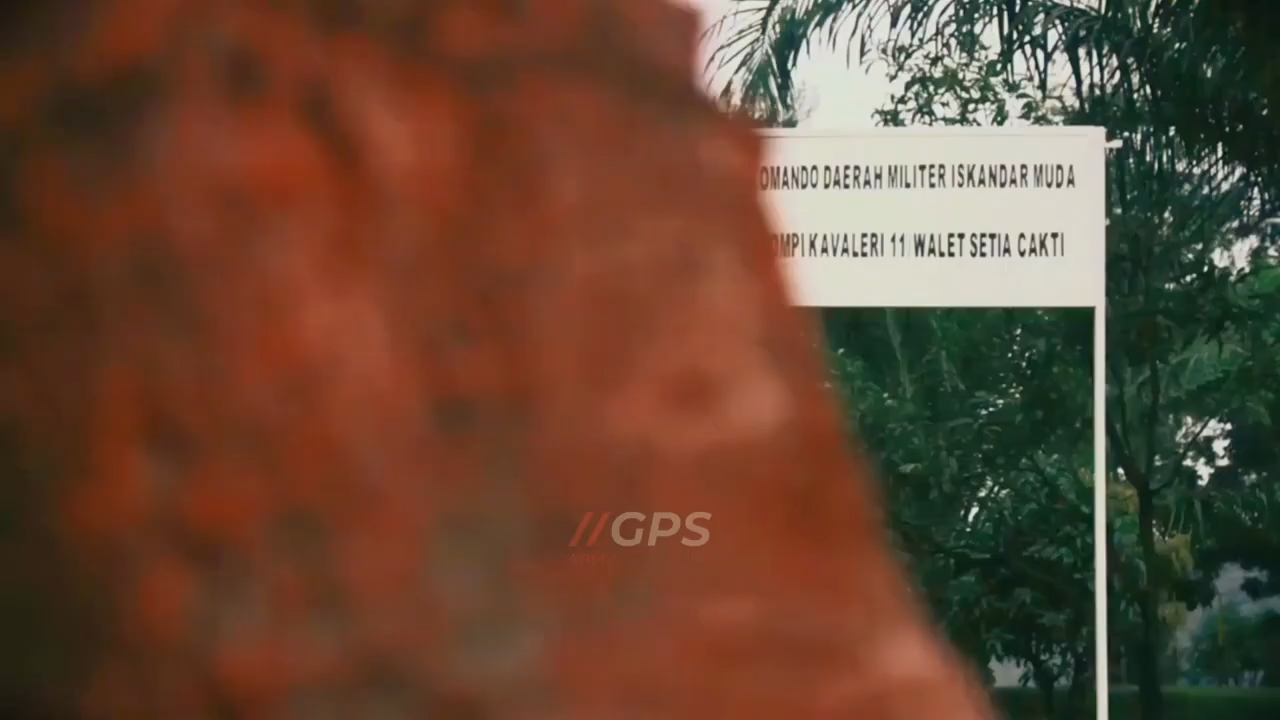 OMANDO DAERAH MILITER ISKANDAR MUDA
OMPI KAVALERI 11 WALET SETIA CAKTI
//GPS